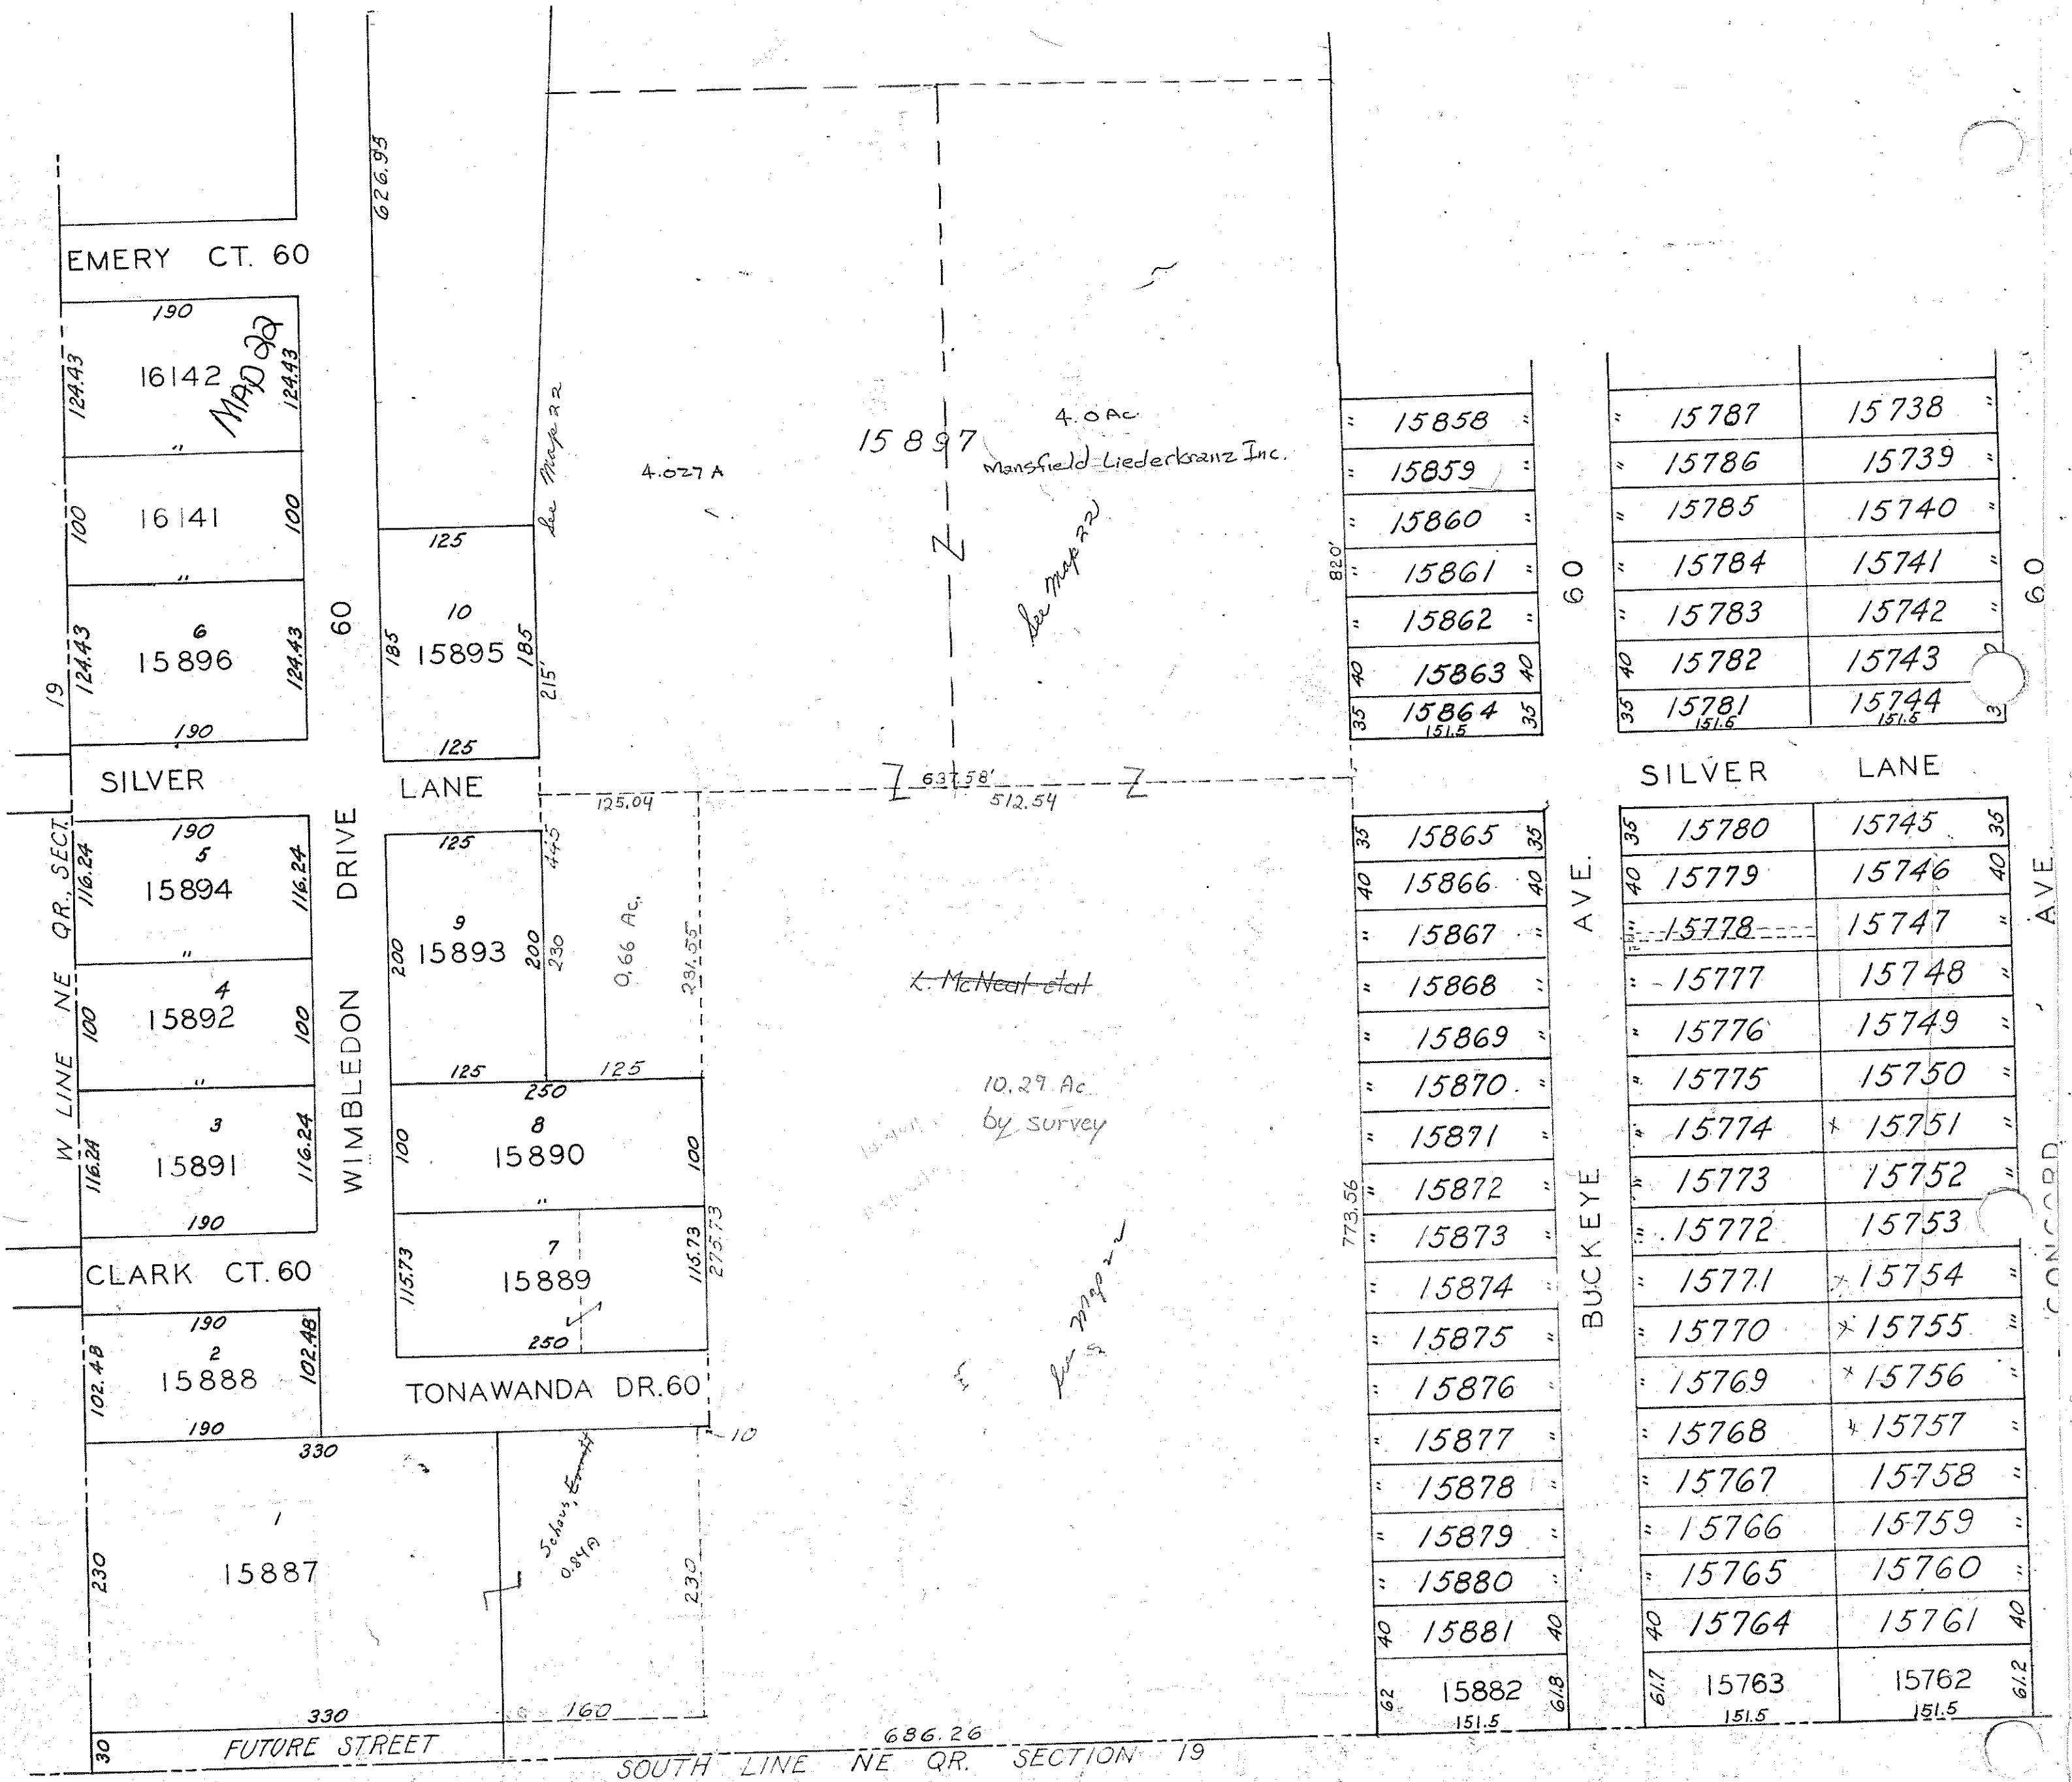 626.95
EMERY CT. 60
190
124.43
16142
124.43
Map 22
"
100
16141
100
"
6
124.43
15896
124.43
190
19
60
125
10
185
15895
185
215'
125
See Map 22
4.027 A
15897
4.0 Ac.
Mansfield Liederkranz Inc.
See Map 22
Z
820'
" 15858 "
" 15859 "
" 15860 "
" 15861 "
" 15862 "
40 15863 40
35 15864 35
151.5
60
" 15787 15738 "
" 15786 15739 "
" 15785 15740 "
" 15784 15741 "
" 15783 15742 "
40 15782 15743
35 15781 15744 3
151.5 151.5
60
SILVER LANE
125.04
Z 637.58' Z
512.54
SILVER LANE
W LINE NE QR., SECT.
190
5
116.24
15894
116.24
"
4
100
15892
100
"
3
116.24
15891
116.24
190
WIMBLEDON DRIVE
125
445
9
200
15893
200
230
125
0.66 Ac.
231.55
125
250
8
100
15890
100
"
7
115.73
15889
115.73
275.73
250
L. McNeal etal
10.29 Ac.
by survey
See Map 22
773.56
35 15865 35
40 15866 40
" 15867 "
" 15868 "
" 15869 "
" 15870 "
" 15871 "
" 15872 "
" 15873 "
" 15874 "
" 15875 "
" 15876 "
" 15877 "
" 15878 "
" 15879 "
" 15880 "
40 15881 40
62 15882 61.8
151.5
BUCKEYE AVE.
35 15780 15745 35
40 15779 15746 40
" 15778 15747 "
" 15777 15748 "
" 15776 15749 "
" 15775 15750 "
" 15774 x 15751 "
" 15773 15752 "
" 15772 15753
" 15771 x 15754 "
" 15770 x 15755 "
" 15769 x 15756 "
" 15768 x 15757 "
" 15767 15758 "
" 15766 15759 "
" 15765 15760 "
40 15764 15761 40
61.7 15763 15762 61.2
151.5 151.5
CONCORD AVE.
CLARK CT. 60
190
2
102.48
15888
102.48
190
TONAWANDA DR. 60
10
330
1
230
15887
330
Schaus, Emmett
0.84 A
230
160
30
FUTURE STREET
686.26
SOUTH LINE NE QR. SECTION 19